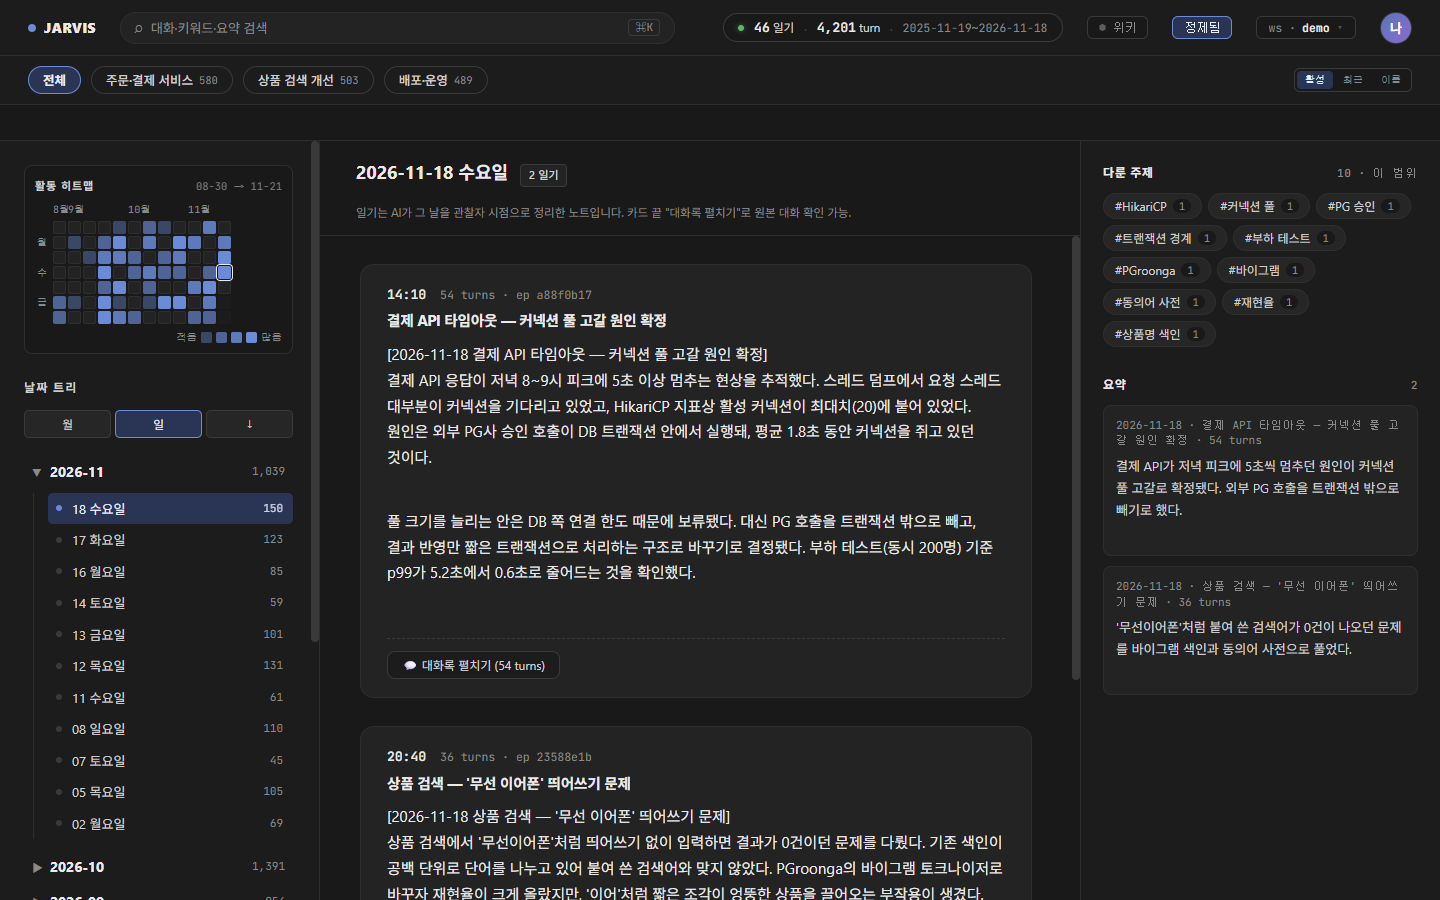 JARVIS
대화·키워드·요약 검색
⌘K
46 일기 · 4,201 turn · 2025-11-19~2026-11-18
위키
정제됨
ws · demo
나
전체
주문·결제 서비스 580
상품 검색 개선 503
배포·운영 489
활성 최근 이름
활동 히트맵 08-30 → 11-21
8월9월 10월 11월
월
수
금
적음 많음
날짜 트리
월 일 ↓
▼ 2026-11 1,039
18 수요일 150
17 화요일 123
16 월요일 85
14 토요일 59
13 금요일 101
12 목요일 131
11 수요일 61
08 일요일 110
07 토요일 45
05 목요일 105
02 월요일 69
▶ 2026-10 1,391
2026-11-18 수요일 2 일기
일기는 AI가 그 날을 관찰자 시점으로 정리한 노트입니다. 카드 끝 "대화록 펼치기"로 원본 대화 확인 가능.
14:10 54 turns · ep a88f0b17
결제 API 타임아웃 — 커넥션 풀 고갈 원인 확정
[2026-11-18 결제 API 타임아웃 — 커넥션 풀 고갈 원인 확정]
결제 API 응답이 저녁 8~9시 피크에 5초 이상 멈추는 현상을 추적했다. 스레드 덤프에서 요청 스레드
대부분이 커넥션을 기다리고 있었고, HikariCP 지표상 활성 커넥션이 최대치(20)에 붙어 있었다.
원인은 외부 PG사 승인 호출이 DB 트랜잭션 안에서 실행돼, 평균 1.8초 동안 커넥션을 쥐고 있던
것이다.
풀 크기를 늘리는 안은 DB 쪽 연결 한도 때문에 보류됐다. 대신 PG 호출을 트랜잭션 밖으로 빼고,
결과 반영만 짧은 트랜잭션으로 처리하는 구조로 바꾸기로 결정됐다. 부하 테스트(동시 200명) 기준
p99가 5.2초에서 0.6초로 줄어드는 것을 확인했다.
대화록 펼치기 (54 turns)
20:40 36 turns · ep 23588e1b
상품 검색 — '무선 이어폰' 띄어쓰기 문제
[2026-11-18 상품 검색 — '무선 이어폰' 띄어쓰기 문제]
상품 검색에서 '무선이어폰'처럼 띄어쓰기 없이 입력하면 결과가 0건이던 문제를 다뤘다. 기존 색인이
공백 단위로 단어를 나누고 있어 붙여 쓴 검색어와 맞지 않았다. PGroonga의 바이그램 토크나이저로
바꾸자 재현율이 크게 올랐지만, '이어'처럼 짧은 조각이 엉뚱한 상품을 끌어오는 부작용이 생겼다.
다룬 주제 10 · 이 범위
#HikariCP 1 #커넥션 풀 1 #PG 승인 1
#트랜잭션 경계 1 #부하 테스트 1
#PGroonga 1 #바이그램 1
#동의어 사전 1 #재현율 1
#상품명 색인 1
요약 2
2026-11-18 · 결제 API 타임아웃 — 커넥션 풀 고
갈 원인 확정 · 54 turns
결제 API가 저녁 피크에 5초씩 멈추던 원인이 커넥션
풀 고갈로 확정됐다. 외부 PG 호출을 트랜잭션 밖으로
빼기로 했다.
2026-11-18 · 상품 검색 — '무선 이어폰' 띄어쓰
기 문제 · 36 turns
'무선이어폰'처럼 붙여 쓴 검색어가 0건이 나오던 문제
를 바이그램 색인과 동의어 사전으로 풀었다.